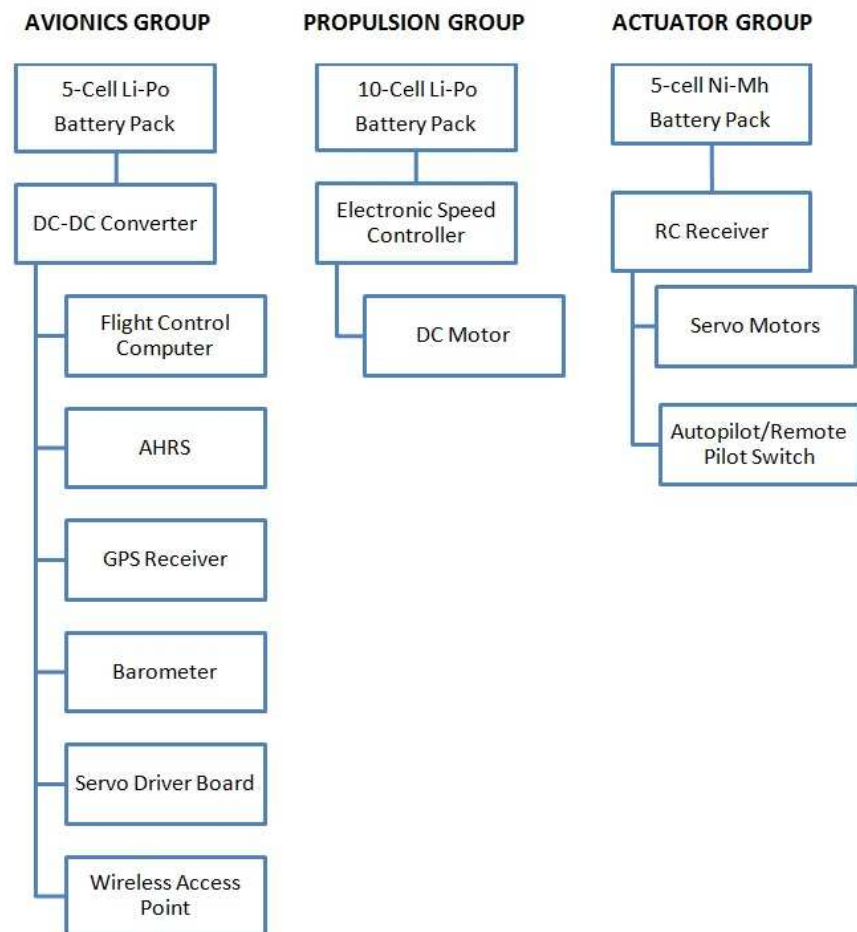 AVIONICS GROUP
PROPULSION GROUP
ACTUATOR GROUP
5-Cell Li-Po
Battery Pack
10-Cell Li-Po
Battery Pack
5-cell Ni-Mh
Battery Pack
DC-DC Converter
Electronic Speed
Controller
RC Receiver
Flight Control
Computer
DC Motor
Servo Motors
AHRS
Autopilot/Remote
Pilot Switch
GPS Receiver
Barometer
Servo Driver Board
Wireless Access
Point